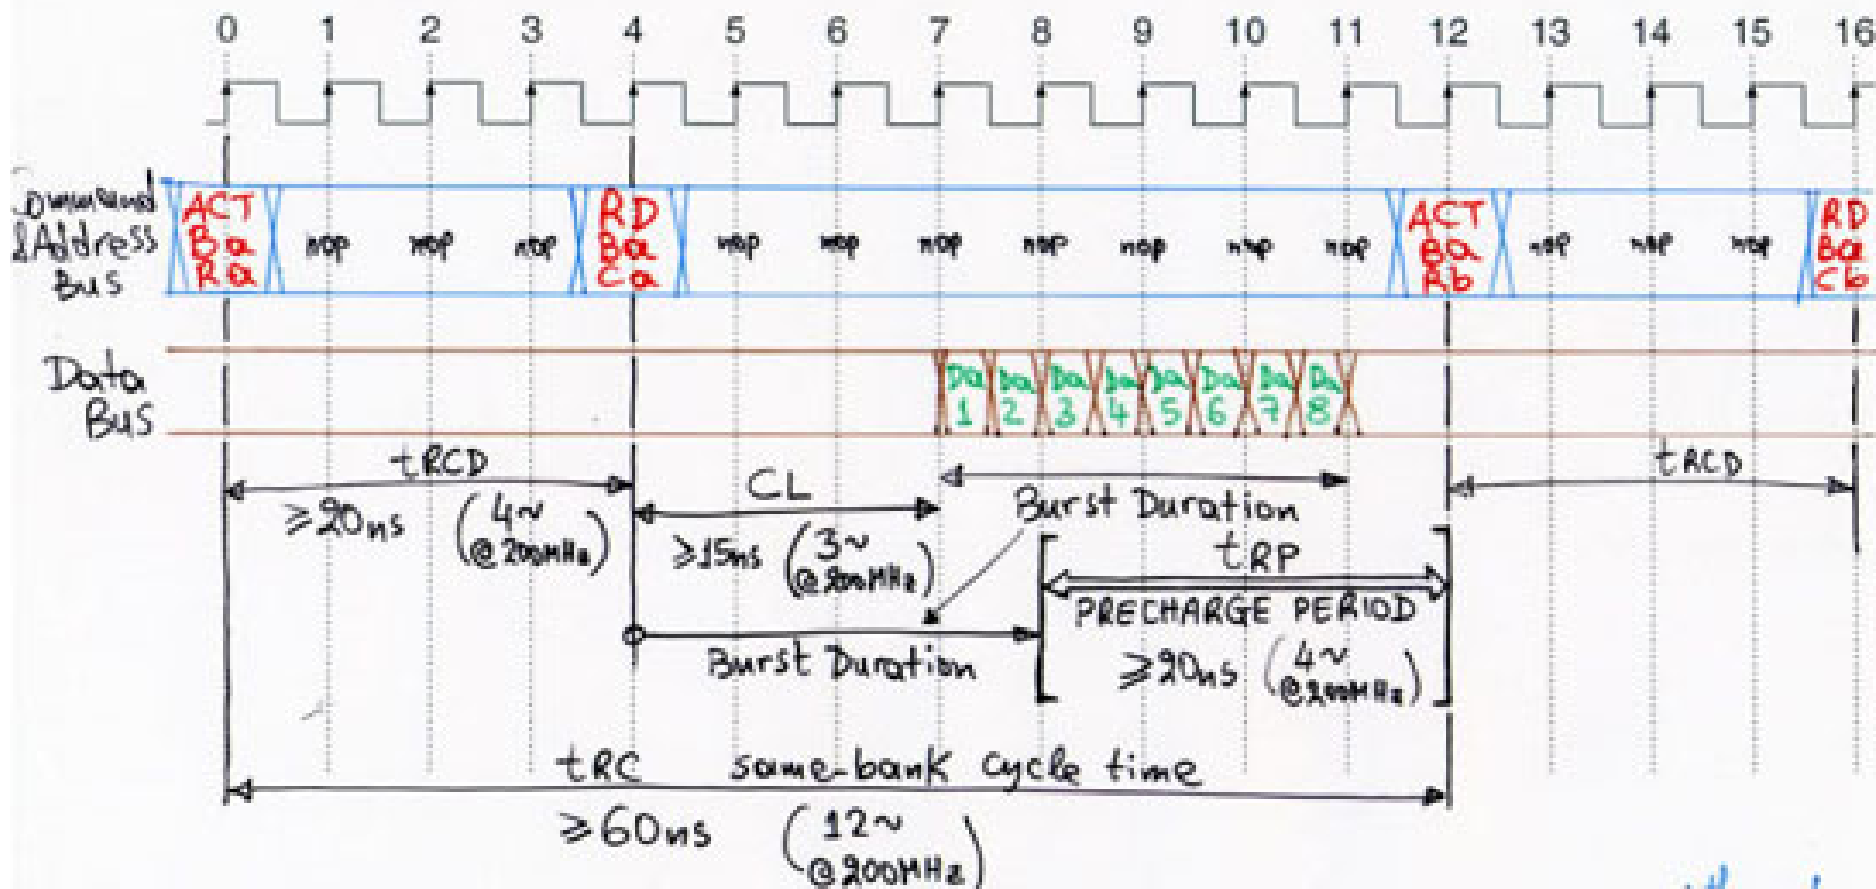 0 1 2 3 4 5 6 7 8 9 10 11 12 13 14 15 16
Command
&Address
Bus
ACT
Ba
Ra
nop nop nop
RD
Ba
Ca
nop nop nop nop nop nop nop
ACT
Ba
Rb
nop nop nop
RD
Ba
Cb
Data
Bus
Da
1
Da
2
Da
3
Da
4
Da
5
Da
6
Da
7
Da
8
tRCD
≥20ns (4~ @200MHz)
CL
≥15ns (3~ @200MHz)
Burst Duration
tRCD
tRP
PRECHARGE PERIOD
≥20ns (4~ @200MHz)
Burst Duration
tRC same-bank cycle time
≥60ns (12~ @200MHz)